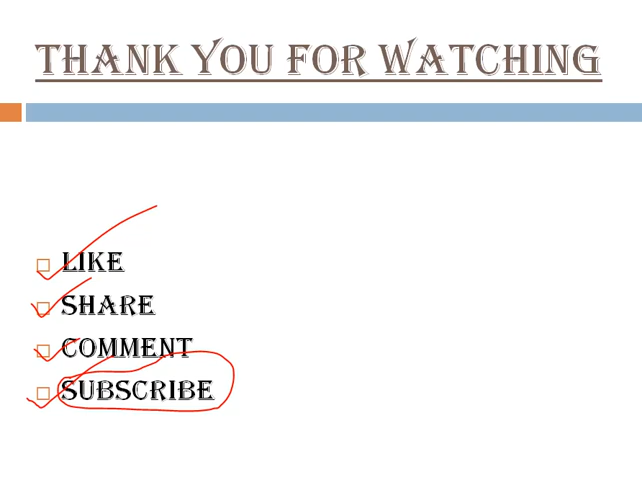 THANK YOU FOR WATCHING
LIKE
SHARE
COMMENT
SUBSCRIBE